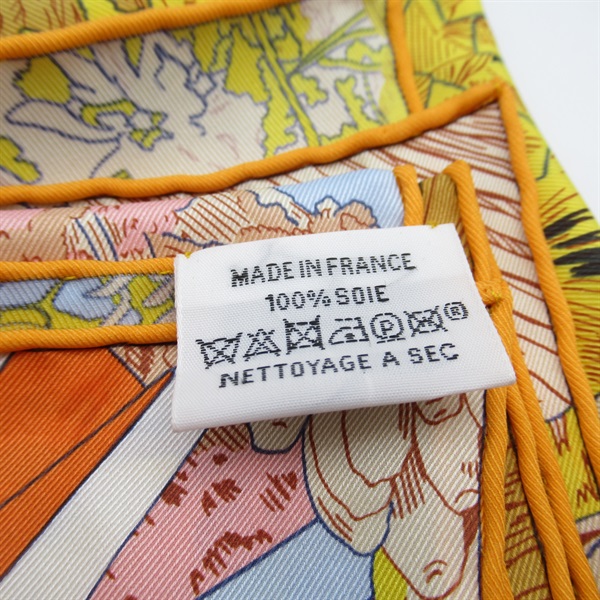 MADE IN FRANCE
100% SOIE
P ®
NETTOYAGE A SEC